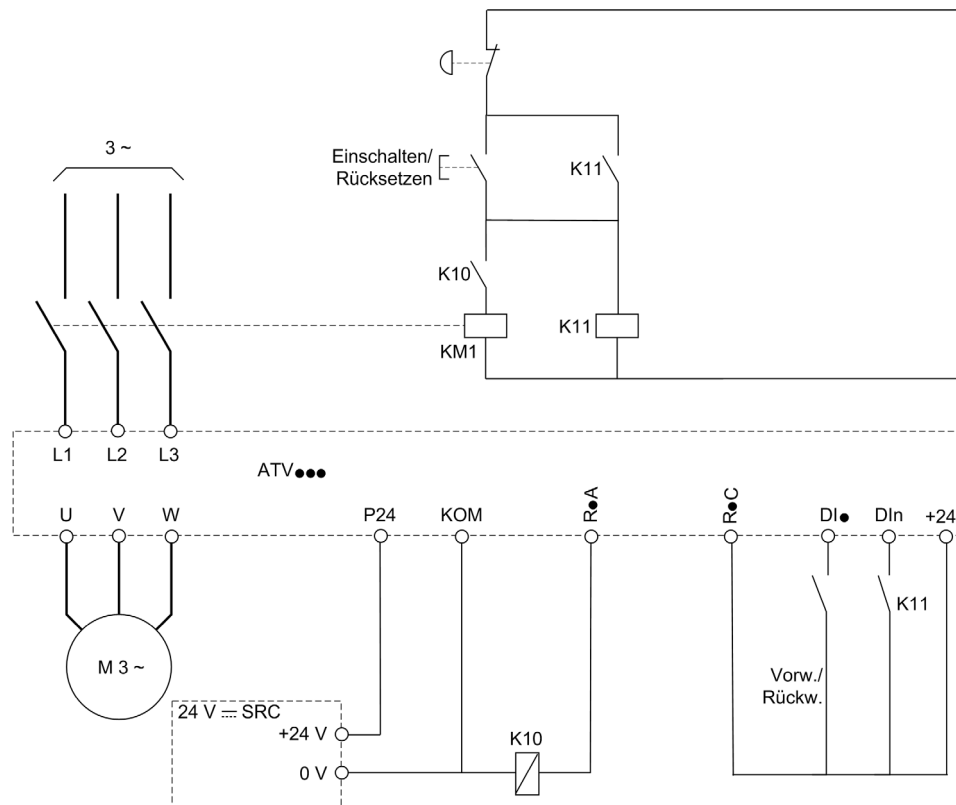 3 ~
Einschalten/
Rücksetzen
K11
K10
KM1
K11
L1 L2 L3
ATV●●●
U V W P24 KOM R●A R●C DI● DIn +24
K11
M 3 ~
Vorw./
Rückw.
24 V ⎓ SRC
+24 V
K10
0 V